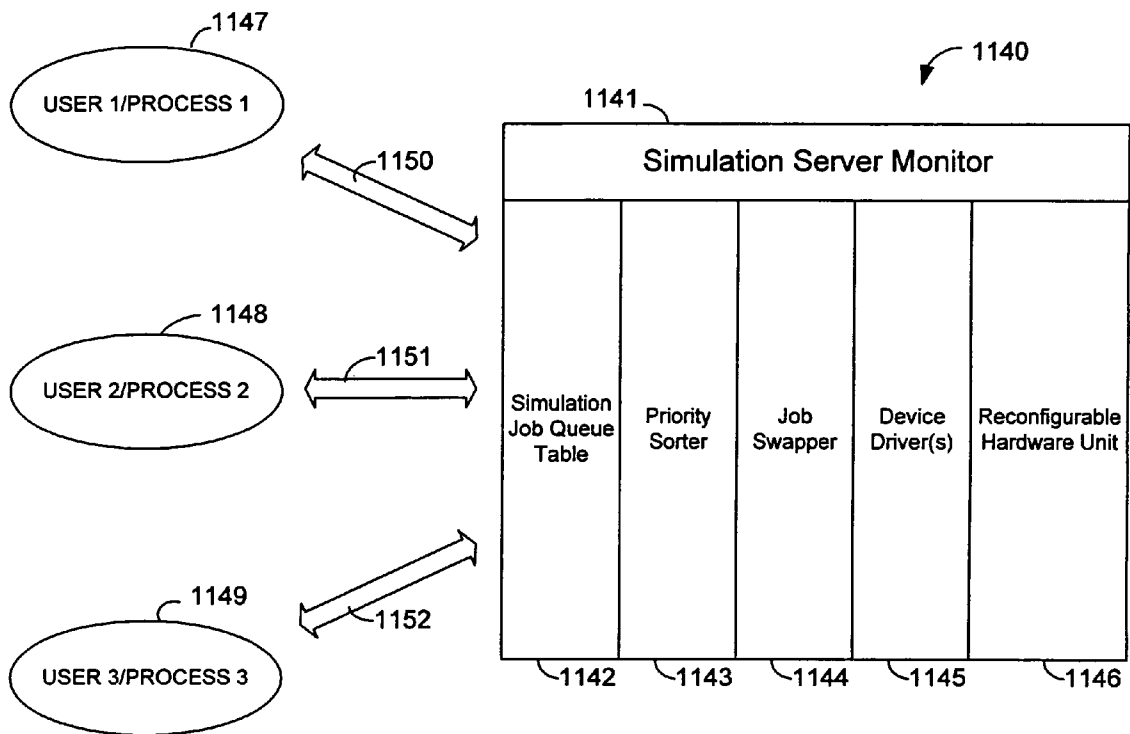 1147
USER 1/PROCESS 1
1140
1141
Simulation Server Monitor
1150
1148
USER 2/PROCESS 2
1151
Simulation
Job Queue
Table
Priority
Sorter
Job
Swapper
Device
Driver(s)
Reconfigurable
Hardware Unit
1149
USER 3/PROCESS 3
1152
1142
1143
1144
1145
1146